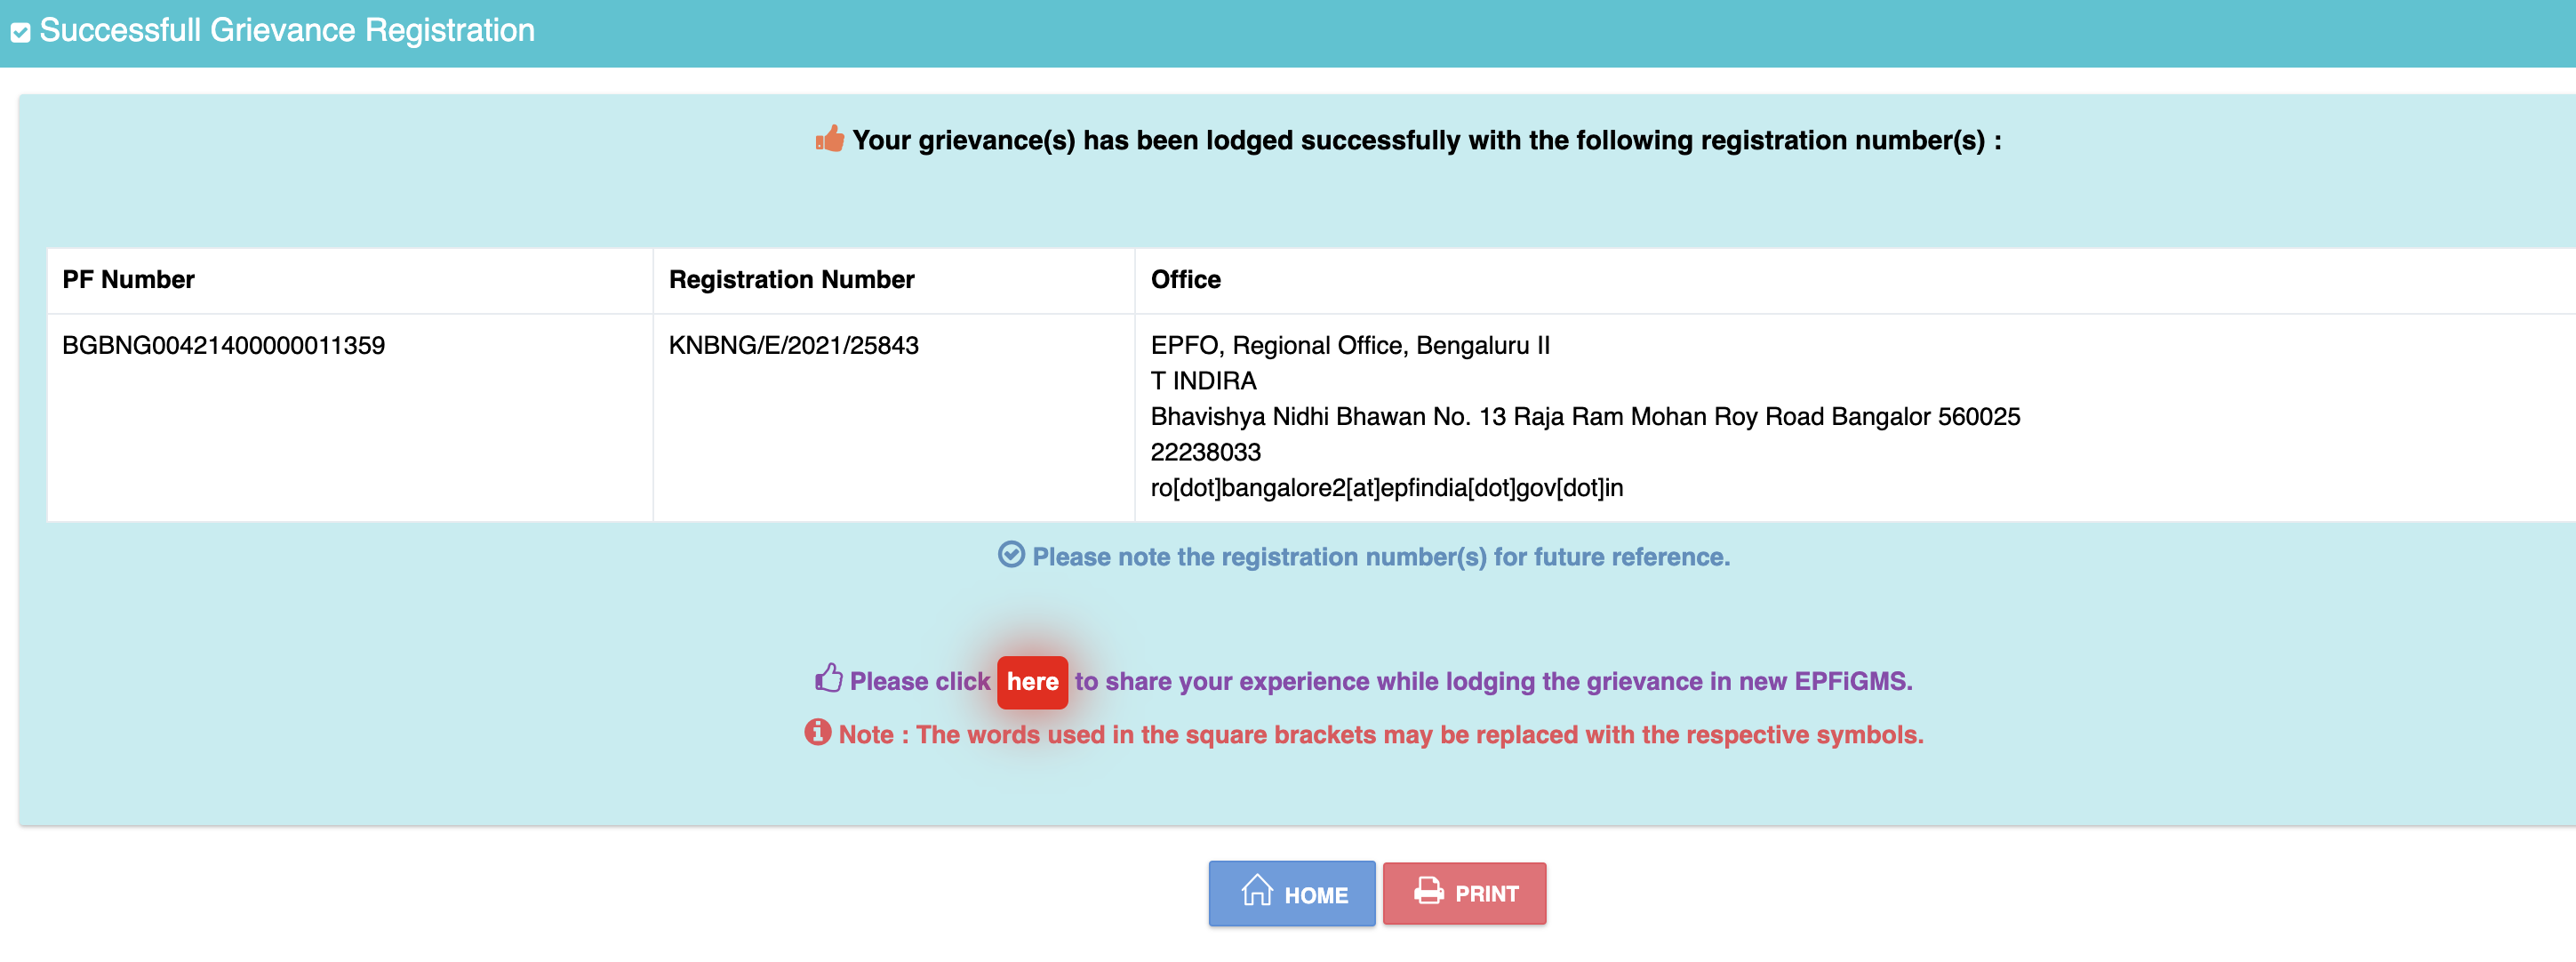 Successfull Grievance Registration
Your grievance(s) has been lodged successfully with the following registration number(s) :
PF Number Registration Number Office
BGBNG00421400000011359 KNBNG/E/2021/25843 EPFO, Regional Office, Bengaluru II
T INDIRA
Bhavishya Nidhi Bhawan No. 13 Raja Ram Mohan Roy Road Bangalor 560025
22238033
ro[dot]bangalore2[at]epfindia[dot]gov[dot]in
Please note the registration number(s) for future reference.
Please click here to share your experience while lodging the grievance in new EPFiGMS.
Note : The words used in the square brackets may be replaced with the respective symbols.
HOME PRINT